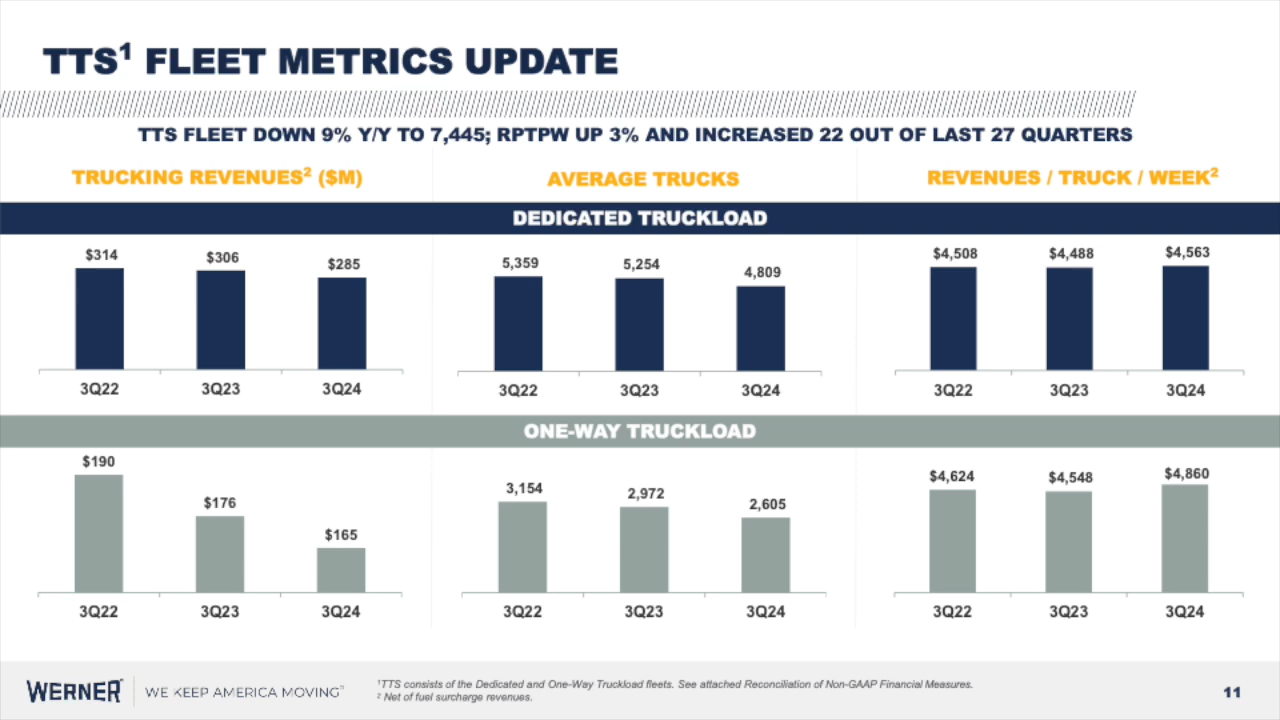 TTS¹ FLEET METRICS UPDATE
TTS FLEET DOWN 9% Y/Y TO 7,445; RPTPW UP 3% AND INCREASED 22 OUT OF LAST 27 QUARTERS
TRUCKING REVENUES² ($M)
AVERAGE TRUCKS
REVENUES / TRUCK / WEEK²
DEDICATED TRUCKLOAD
$314
$306
$285
3Q22
3Q23
3Q24
5,359
5,254
4,809
3Q22
3Q23
3Q24
$4,508
$4,488
$4,563
3Q22
3Q23
3Q24
ONE-WAY TRUCKLOAD
$190
$176
$165
3Q22
3Q23
3Q24
3,154
2,972
2,605
3Q22
3Q23
3Q24
$4,624
$4,548
$4,860
3Q22
3Q23
3Q24
WERNER®
WE KEEP AMERICA MOVING™
¹TTS consists of the Dedicated and One-Way Truckload fleets. See attached Reconciliation of Non-GAAP Financial Measures.
² Net of fuel surcharge revenues.
11